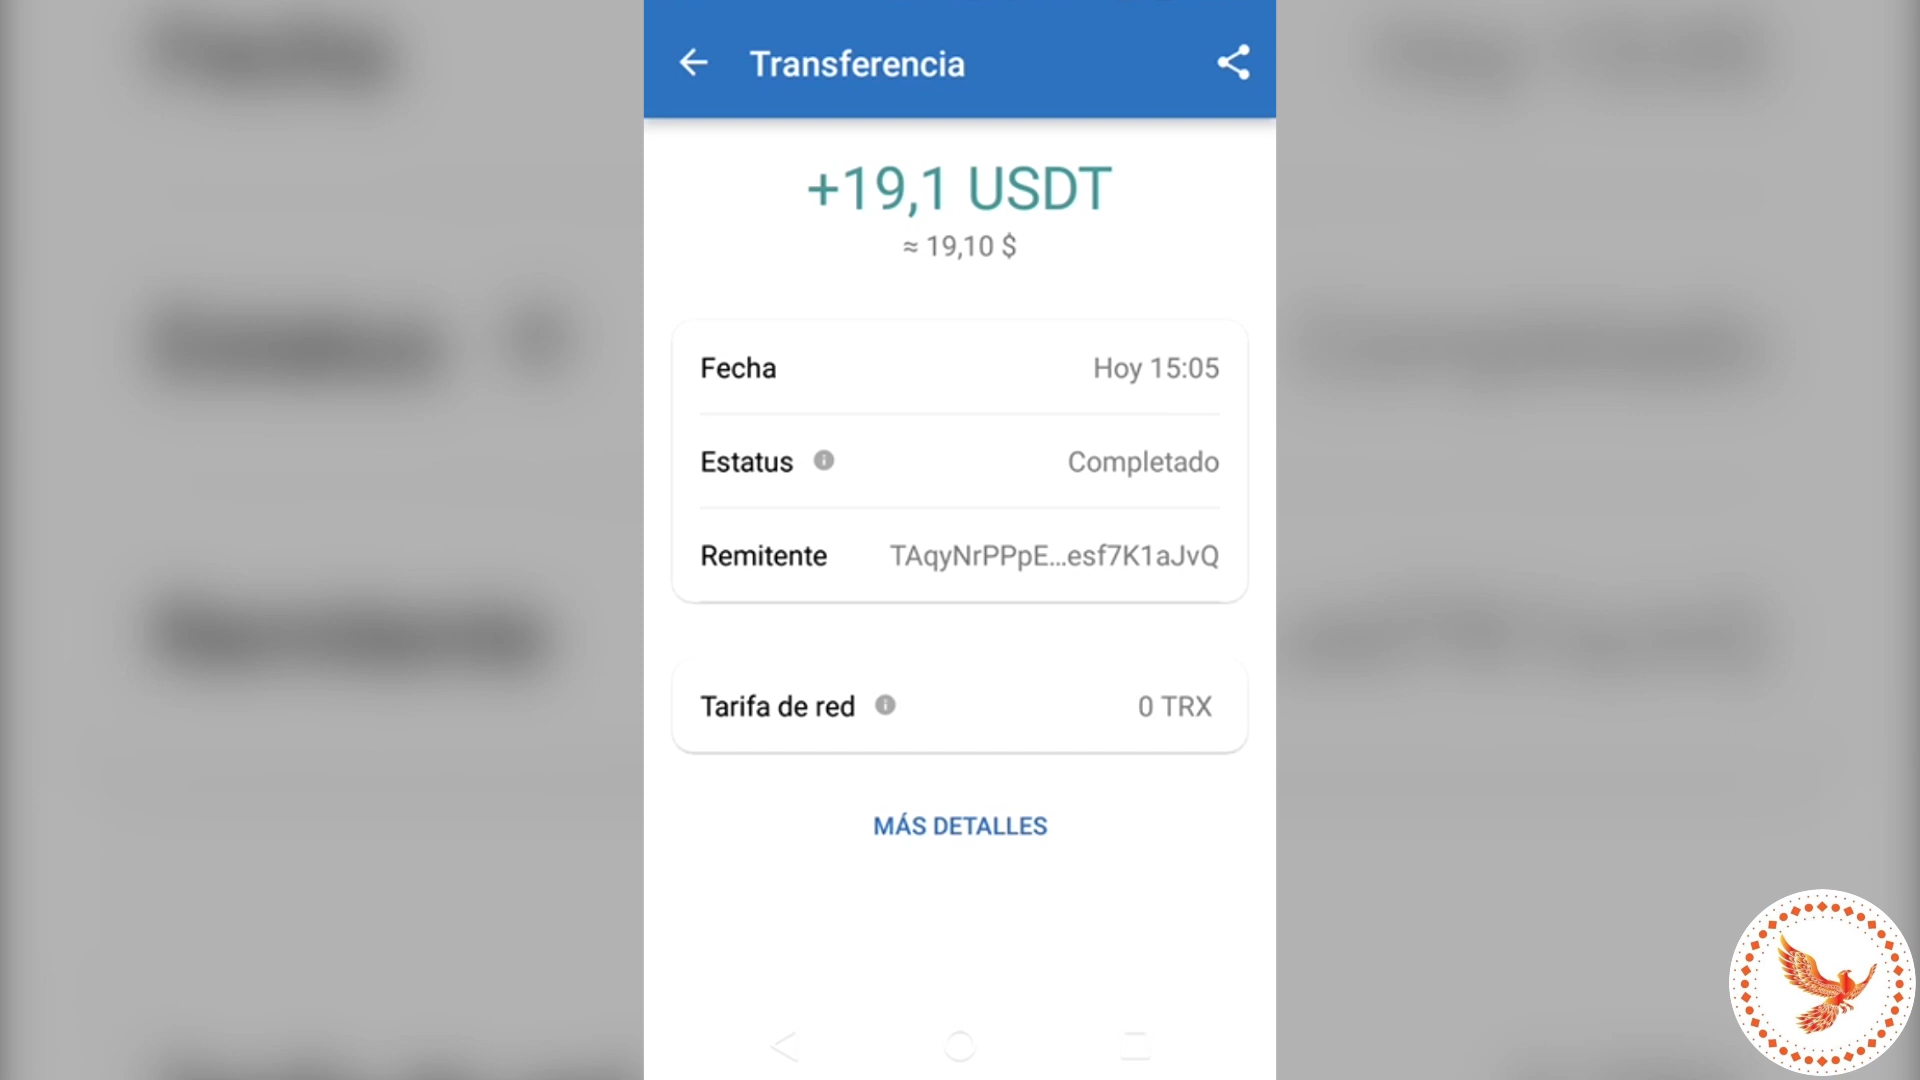 Transferencia
+19,1 USDT
≈ 19,10 $
Fecha Hoy 15:05
Estatus Completado
Remitente TAqyNrPPpE...esf7K1aJvQ
Tarifa de red 0 TRX
MÁS DETALLES